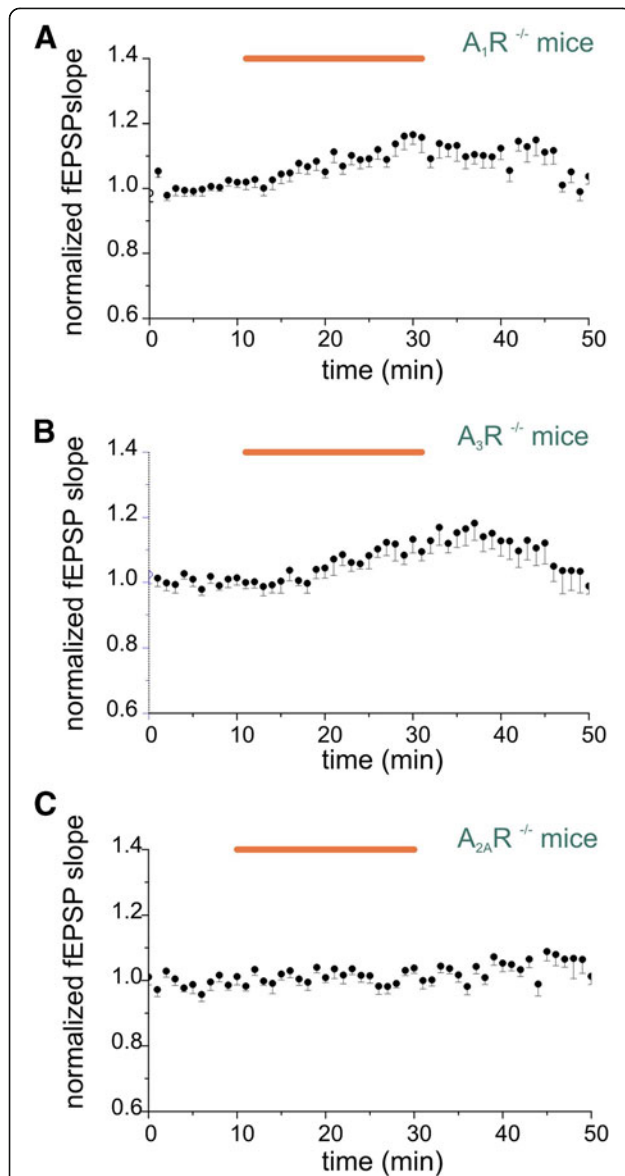 A
A₁R -/- mice
normalized fEPSPslope
1.4
1.2
1.0
0.8
0.6
0 10 20 30 40 50
time (min)
B
A₃R -/- mice
normalized fEPSP slope
1.4
1.2
1.0
0.8
0.6
0 10 20 30 40 50
time (min)
C
A₂AR -/- mice
normalized fEPSP slope
1.4
1.2
1.0
0.8
0.6
0 10 20 30 40 50
time (min)